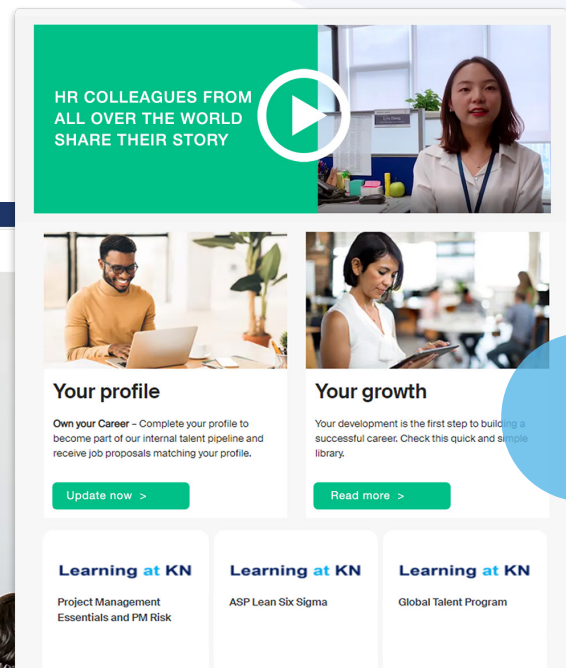 HR COLLEAGUES FROM
ALL OVER THE WORLD
SHARE THEIR STORY
Your profile
Own your Career – Complete your profile to
become part of our internal talent pipeline and
receive job proposals matching your profile.
Update now >
Your growth
Your development is the first step to building a
successful career. Check this quick and simple
library.
Read more >
Learning at KN
Project Management
Essentials and PM Risk
Learning at KN
ASP Lean Six Sigma
Learning at KN
Global Talent Program